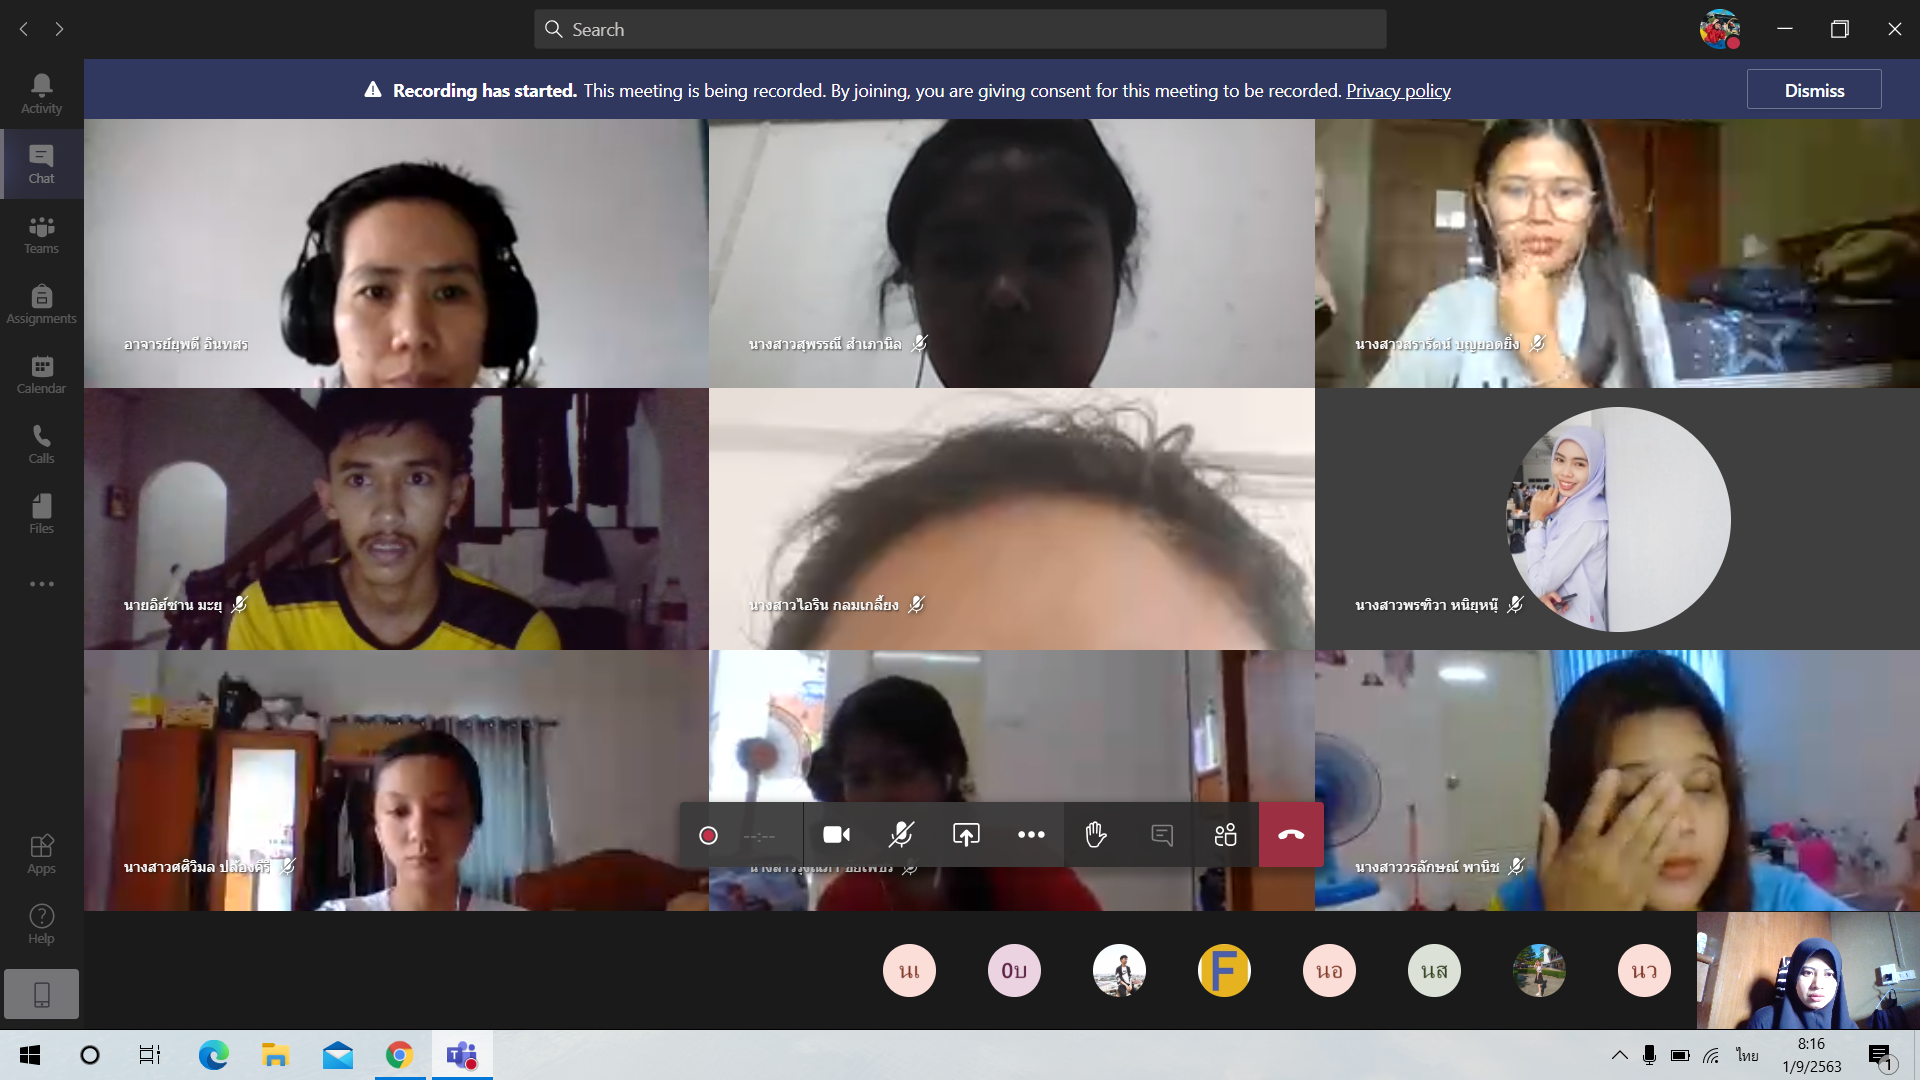 Search
Recording has started. This meeting is being recorded. By joining, you are giving consent for this meeting to be recorded. Privacy policy
Dismiss
Activity
Chat
Teams
Assignments
Calendar
Calls
Files
Apps
Help
อาจารย์ยุพดี อินทสร
นางสาวสุพรรณี สำเภานิล
นางสาวสรารัตน์ บุญยอดยิ่ง
นายอิฮ์ซาน มะยุ
นางสาวไอริน กลมเกลี้ยง
นางสาวพรฑิวา หนิยุหนุ๊
นางสาวศศิวิมล ปล้องคีรี
นางสาววรลักษณ์ พานิช
--:--
นเ
0บ
F
นอ
นส
นว
ไทย
8:16
1/9/2563
1